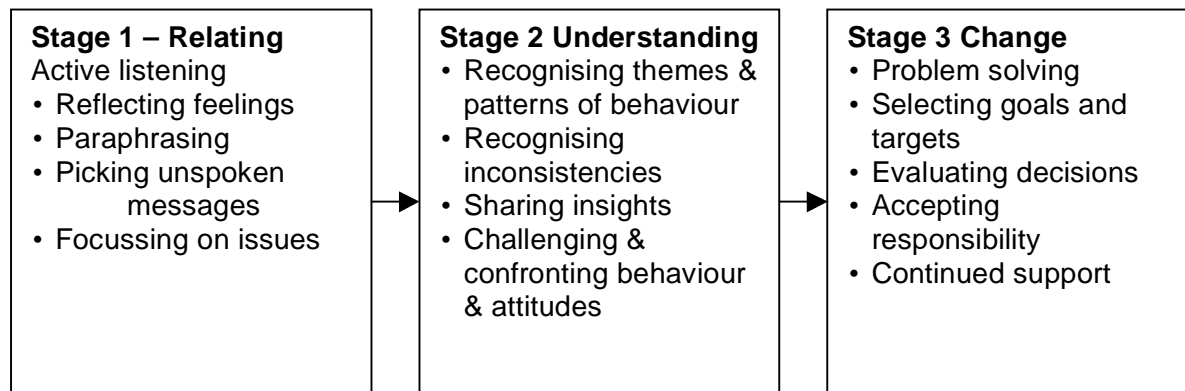 Stage 1 – Relating
Active listening
• Reflecting feelings
• Paraphrasing
• Picking unspoken
messages
• Focussing on issues
Stage 2 Understanding
• Recognising themes &
patterns of behaviour
• Recognising
inconsistencies
• Sharing insights
• Challenging &
confronting behaviour
& attitudes
Stage 3 Change
• Problem solving
• Selecting goals and
targets
• Evaluating decisions
• Accepting
responsibility
• Continued support